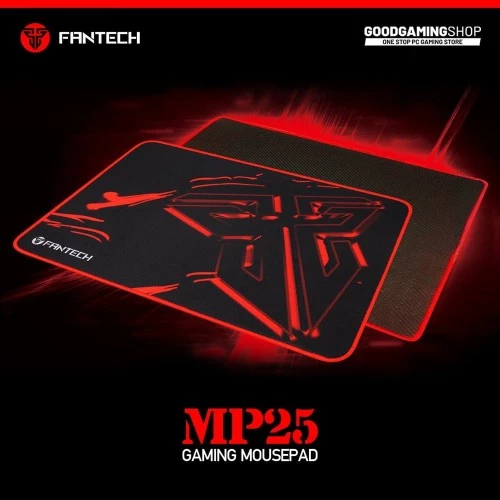 FANTECH
GOODGAMINGSHOP
ONE STOP PC GAMING STORE
FANTECH
MP25
GAMING MOUSEPAD